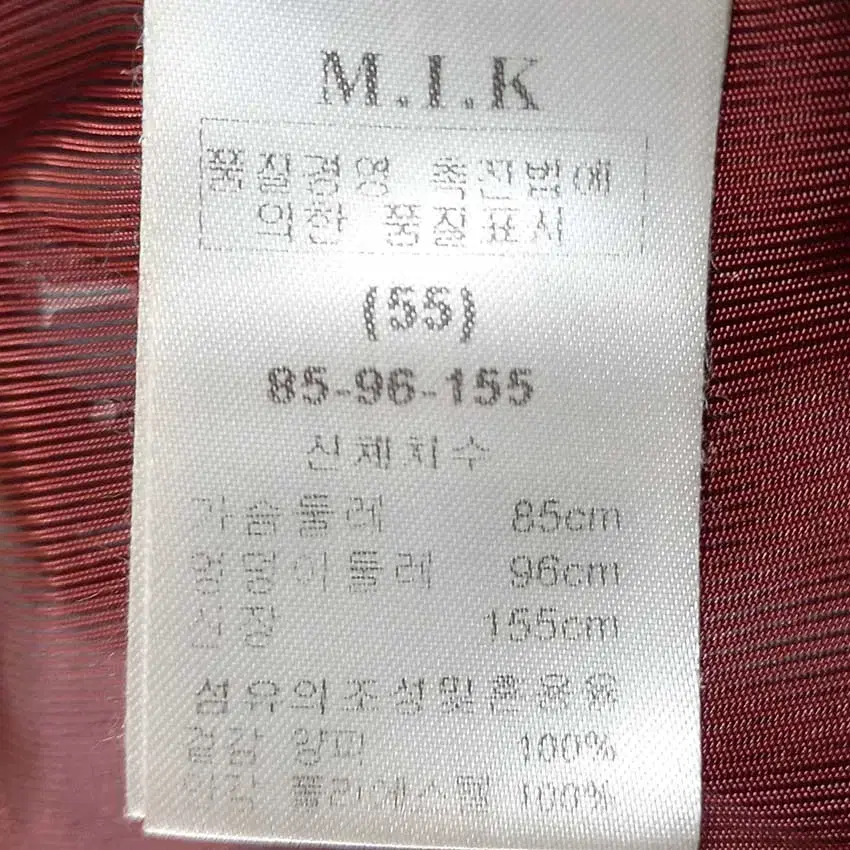 M.I.K
품질경영 촉진법에
의한 품질표시
(55)
85-96-155
신체치수
가슴둘레 85cm
엉덩이둘레 96cm
신장 155cm
섬유의조성및혼용율
겉감 양피 100%
안감 폴리에스텔 100%